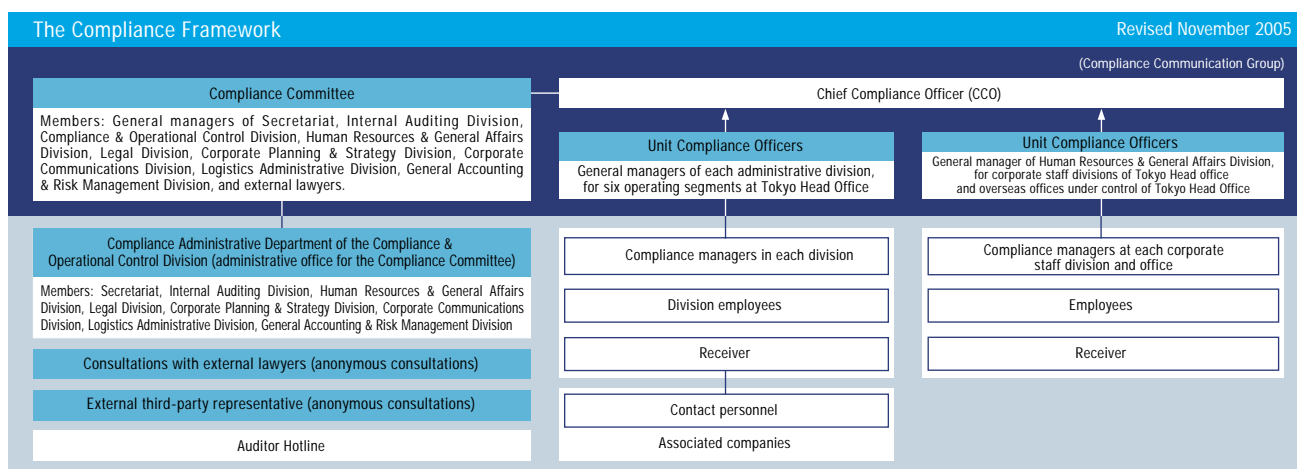 The Compliance Framework
Revised November 2005
(Compliance Communication Group)
Compliance Committee
Members: General managers of Secretariat, Internal Auditing Division,
Compliance & Operational Control Division, Human Resources & General Affairs
Division, Legal Division, Corporate Planning & Strategy Division, Corporate
Communications Division, Logistics Administrative Division, General Accounting
& Risk Management Division, and external lawyers.
Chief Compliance Officer (CCO)
Unit Compliance Officers
General managers of each administrative division,
for six operating segments at Tokyo Head Office
Unit Compliance Officers
General manager of Human Resources & General Affairs Division,
for corporate staff divisions of Tokyo Head office
and overseas offices under control of Tokyo Head Office
Compliance Administrative Department of the Compliance &
Operational Control Division (administrative office for the Compliance Committee)
Members: Secretariat, Internal Auditing Division, Human Resources & General Affairs
Division, Legal Division, Corporate Planning & Strategy Division, Corporate Communications
Division, Logistics Administrative Division, General Accounting & Risk Management Division
Consultations with external lawyers (anonymous consultations)
External third-party representative (anonymous consultations)
Auditor Hotline
Compliance managers in each division
Division employees
Receiver
Contact personnel
Associated companies
Compliance managers at each corporate
staff division and office
Employees
Receiver